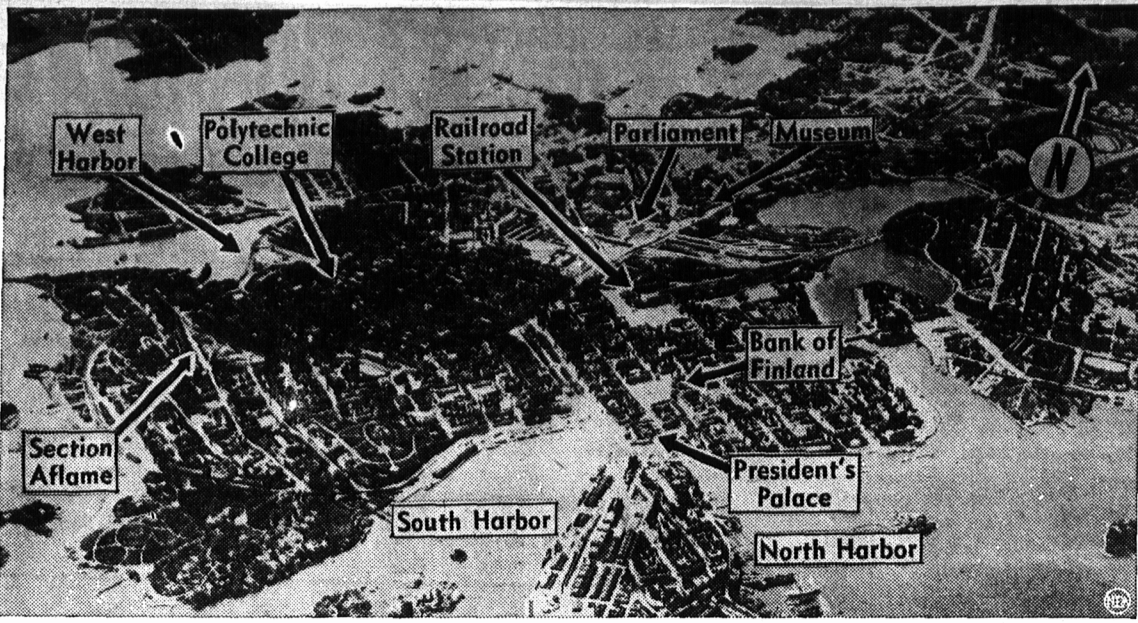 West
Harbor
Polytechnic
College
Railroad
Station
Parliament
Museum
N
Bank of
Finland
Section
Aflame
President's
Palace
South Harbor
North Harbor
NEA